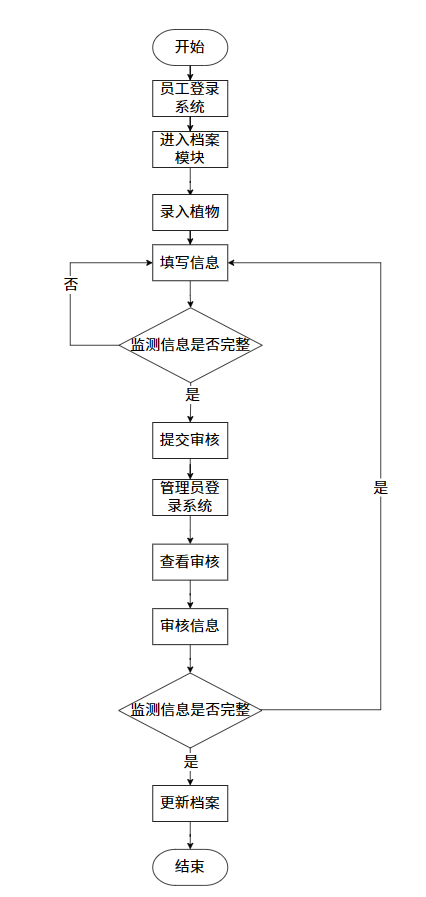 开始
员工登录
系统
进入档案
模块
录入植物
填写信息
否
监测信息是否完整
是
提交审核
管理员登
录系统
是
查看审核
审核信息
监测信息是否完整
是
更新档案
结束